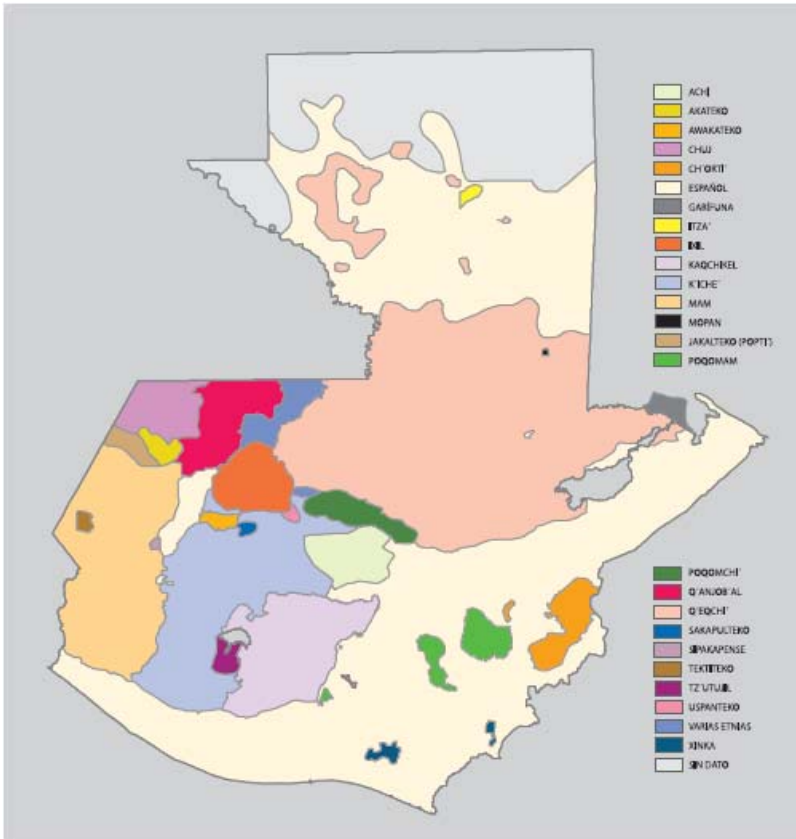 ACHÍ
AKATEKO
AWAKATEKO
CHUJ
CH´ORTI´
ESPAÑOL
GARÍFUNA
ITZA´
IXIL
KAQCHIKEL
K´ICHE´
MAM
MOPAN
JAKALTEKO (POPTI´)
POQOMAM
POQOMCHI´
Q´ANJOB´AL
Q´EQCHI´
SAKAPULTEKO
SIPAKAPENSE
TEKTITEKO
TZ´UTUJIL
USPANTEKO
VARIAS ETNIAS
XINKA
SIN DATO